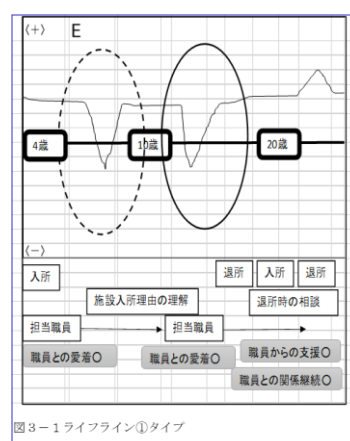 (+) E
4歳 10歳 20歳
(−)
入所 退所 入所 退所
施設入所理由の理解 退所時の相談
担当職員 担当職員
職員との愛着○ 職員との愛着○ 職員からの支援○
職員との関係継続○
図3-1ライフライン①タイプ